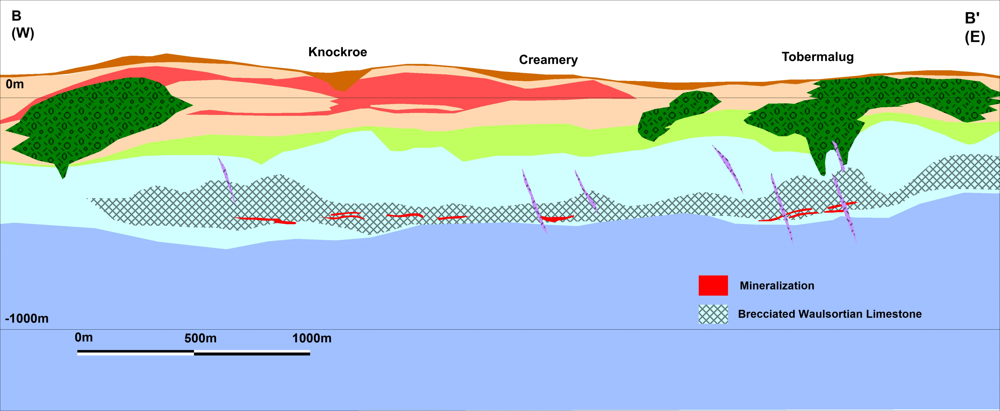 B
(W)
B'
(E)
Knockroe
Creamery
Tobermalug
0m
Mineralization
Brecciated Waulsortian Limestone
-1000m
0m
500m
1000m